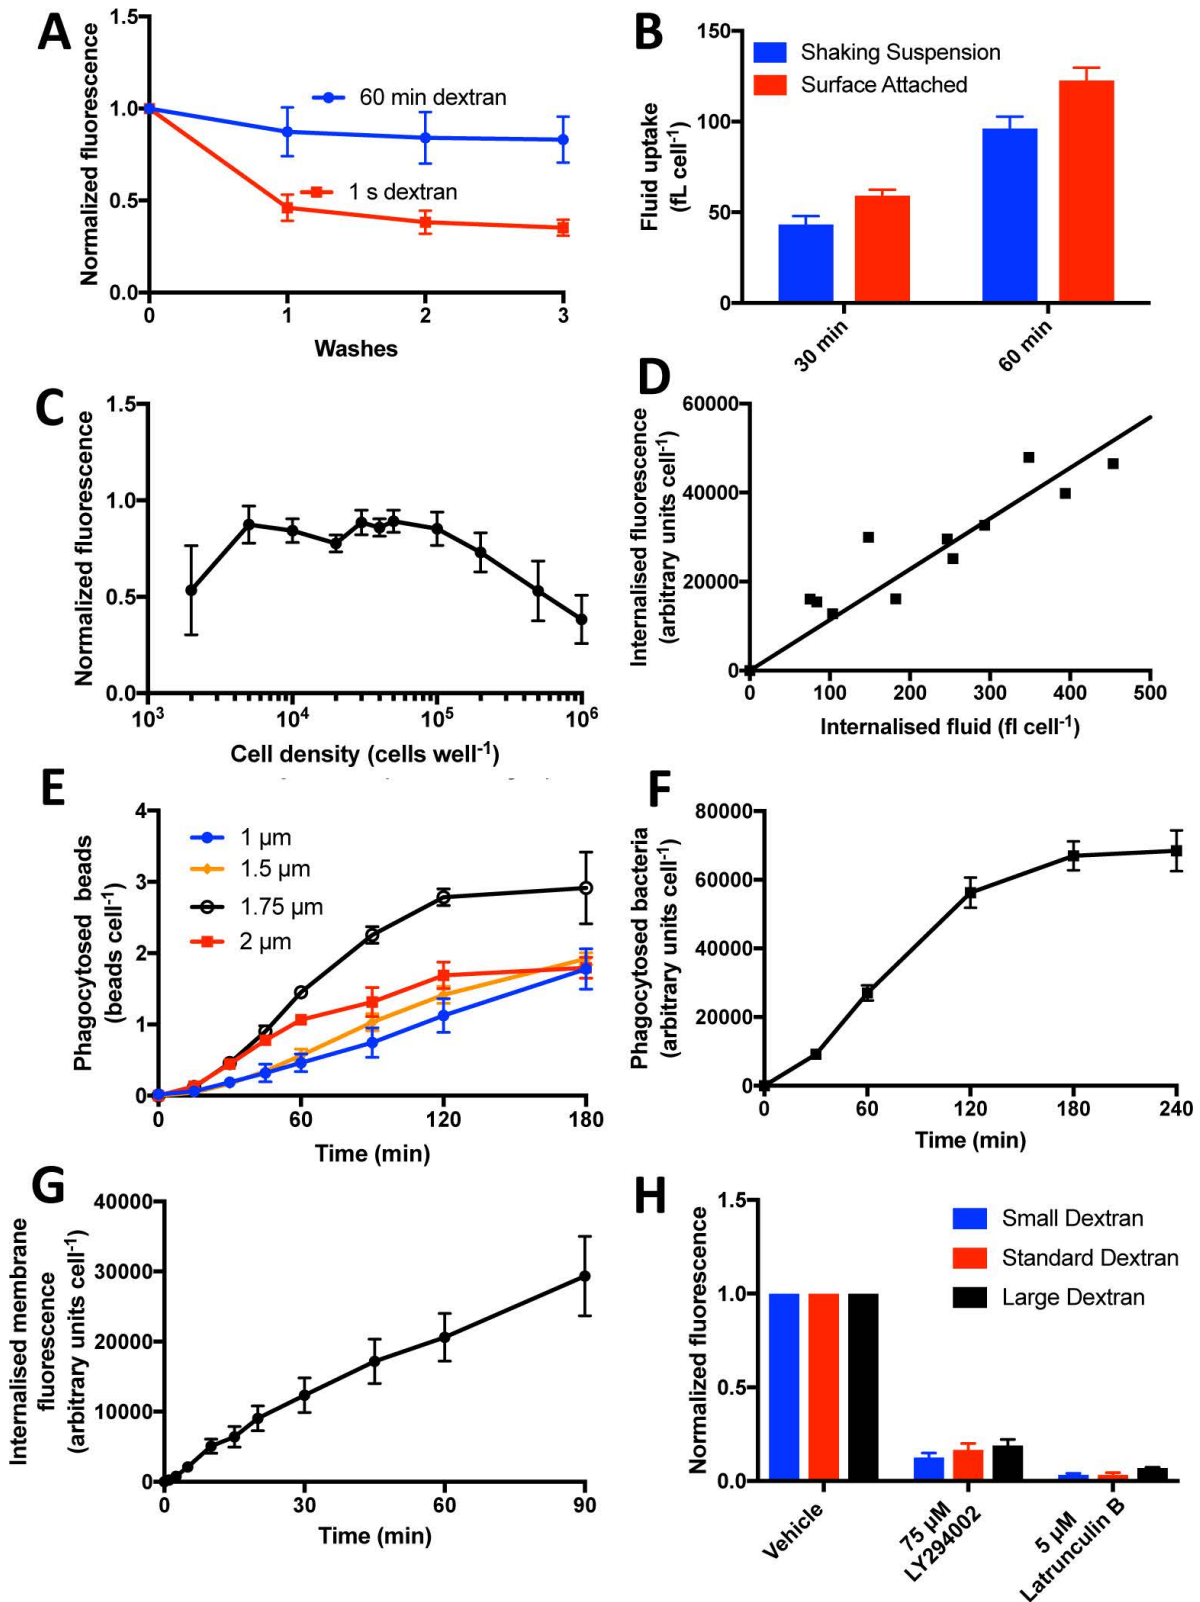 A
Normalized fluorescence
1.5
1.0
0.5
0.0
60 min dextran
1 s dextran
0
1
2
3
Washes
B
Fluid uptake
(fL cell-1)
150
100
50
0
Shaking Suspension
Surface Attached
30 min
60 min
C
Normalized fluorescence
1.5
1.0
0.5
0.0
10³
10⁴
10⁵
10⁶
Cell density (cells well-1)
D
Internalised fluorescence
(arbitrary units cell-1)
60000
40000
20000
0
0
100
200
300
400
500
Internalised fluid (fl cell-1)
E
Phagocytosed beads
(beads cell-1)
4
3
2
1
0
1 µm
1.5 µm
1.75 µm
2 µm
0
60
120
180
Time (min)
F
Phagocytosed bacteria
(arbitrary units cell-1)
80000
60000
40000
20000
0
0
60
120
180
240
Time (min)
G
Internalised membrane
fluorescence
(arbitrary units cell-1)
40000
30000
20000
10000
0
0
30
60
90
Time (min)
H
Normalized fluorescence
1.5
1.0
0.5
0.0
Small Dextran
Standard Dextran
Large Dextran
Vehicle
75 µM
LY294002
5 µM
Latrunculin B